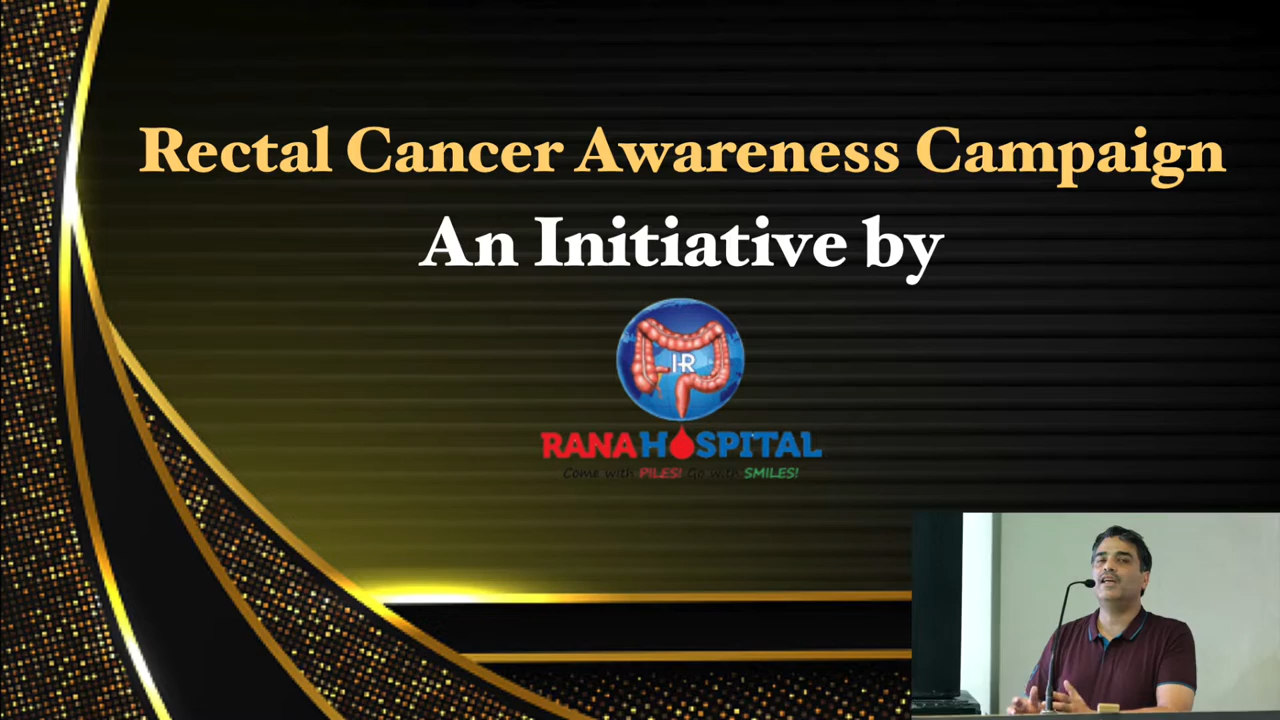 Rectal Cancer Awareness Campaign
An Initiative by
HR
RANA HOSPITAL
Come with PILES! Go with SMILES!